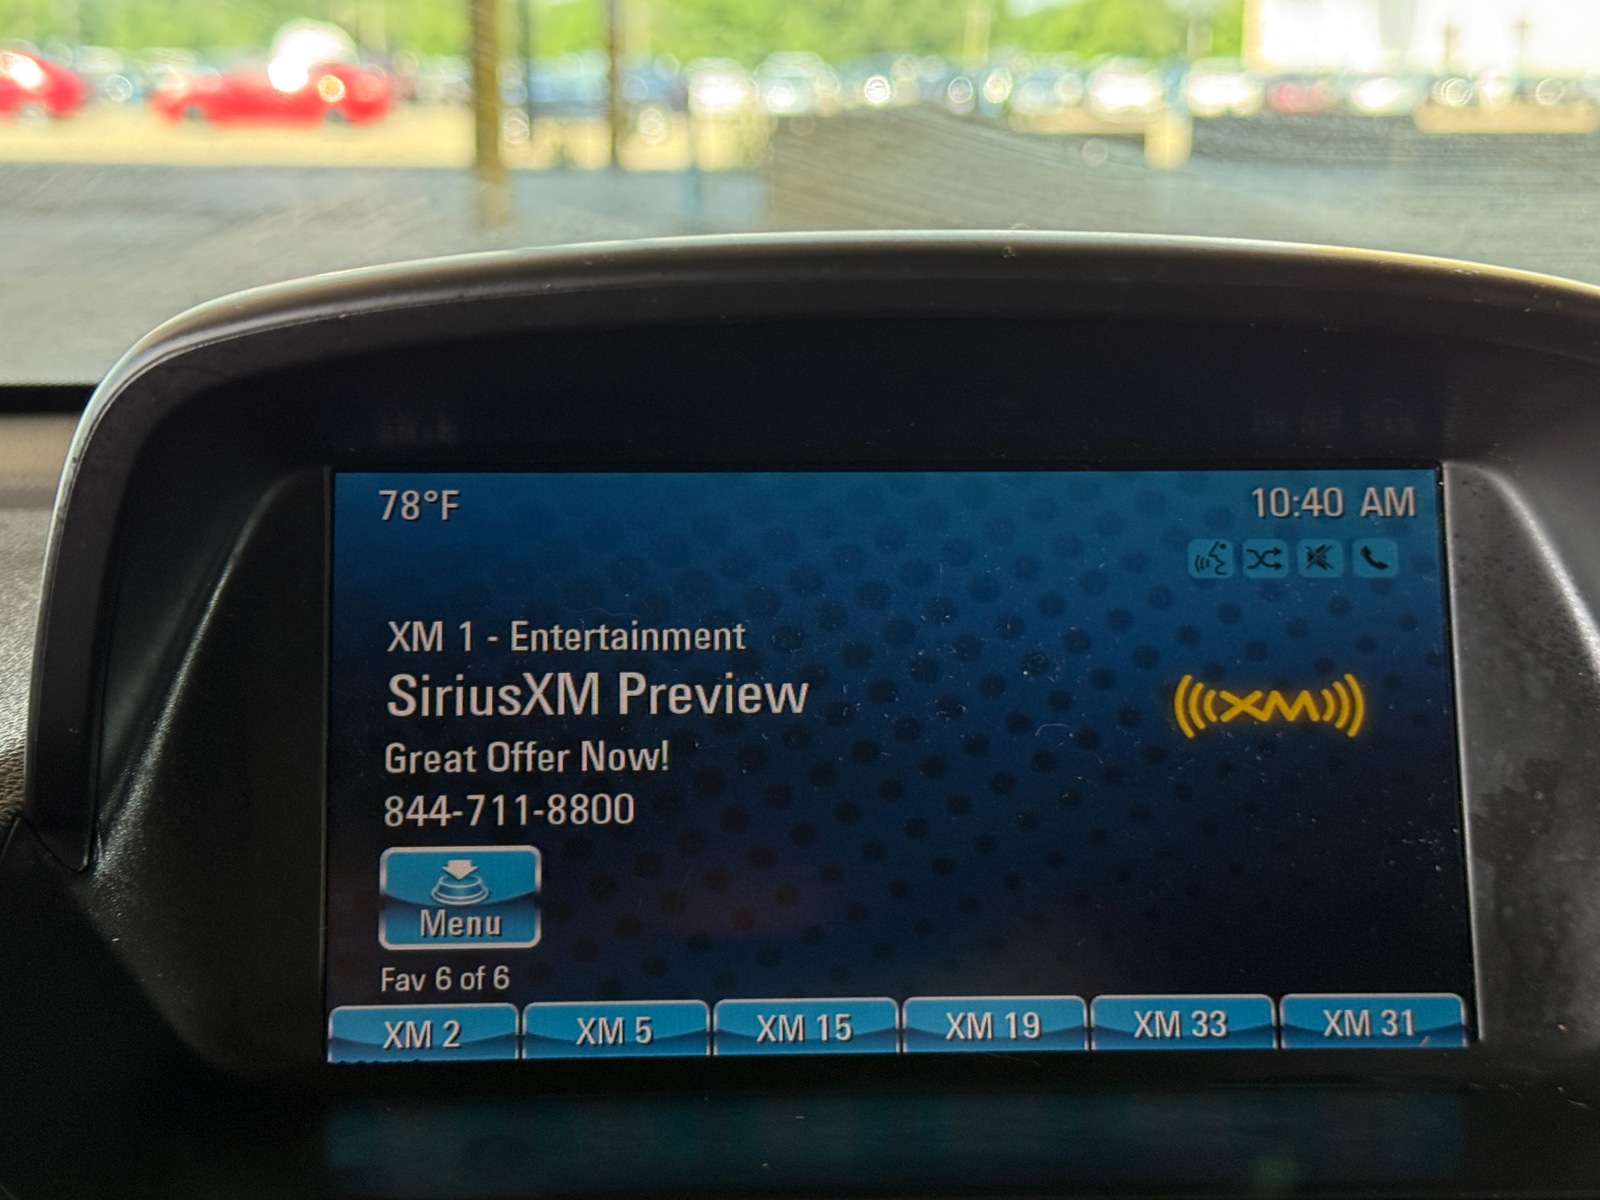 78°F
10:40 AM
XM 1 - Entertainment
SiriusXM Preview
XM
Great Offer Now!
844-711-8800
Menu
Fav 6 of 6
XM 2
XM 5
XM 15
XM 19
XM 33
XM 31